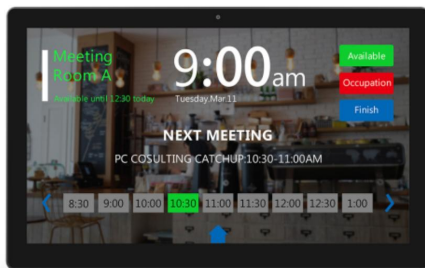 Meeting
Room A
Available until 12:30 today
9:00am
Tuesday.Mar.11
Available
Occupation
Finish
NEXT MEETING
PC COSULTING CATCHUP:10:30-11:00AM
8:30 9:00 10:00 10:30 11:00 11:30 12:00 12:30 1:00